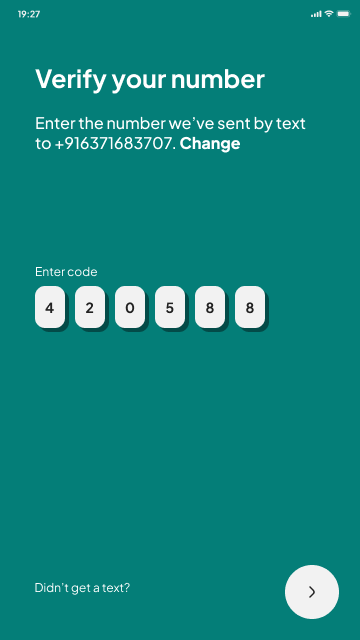 19:27
Verify your number
Enter the number we've sent by text
to +916371683707. Change
Enter code
4 2 0 5 8 8
Didn't get a text?